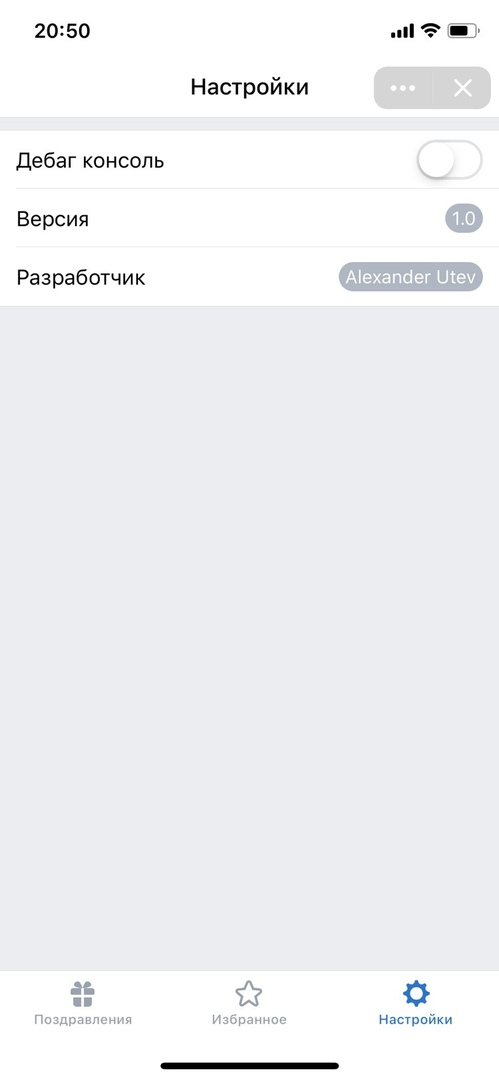 20:50
Настройки
Дебаг консоль
Версия 1.0
Разработчик Alexander Utev
Поздравления Избранное Настройки